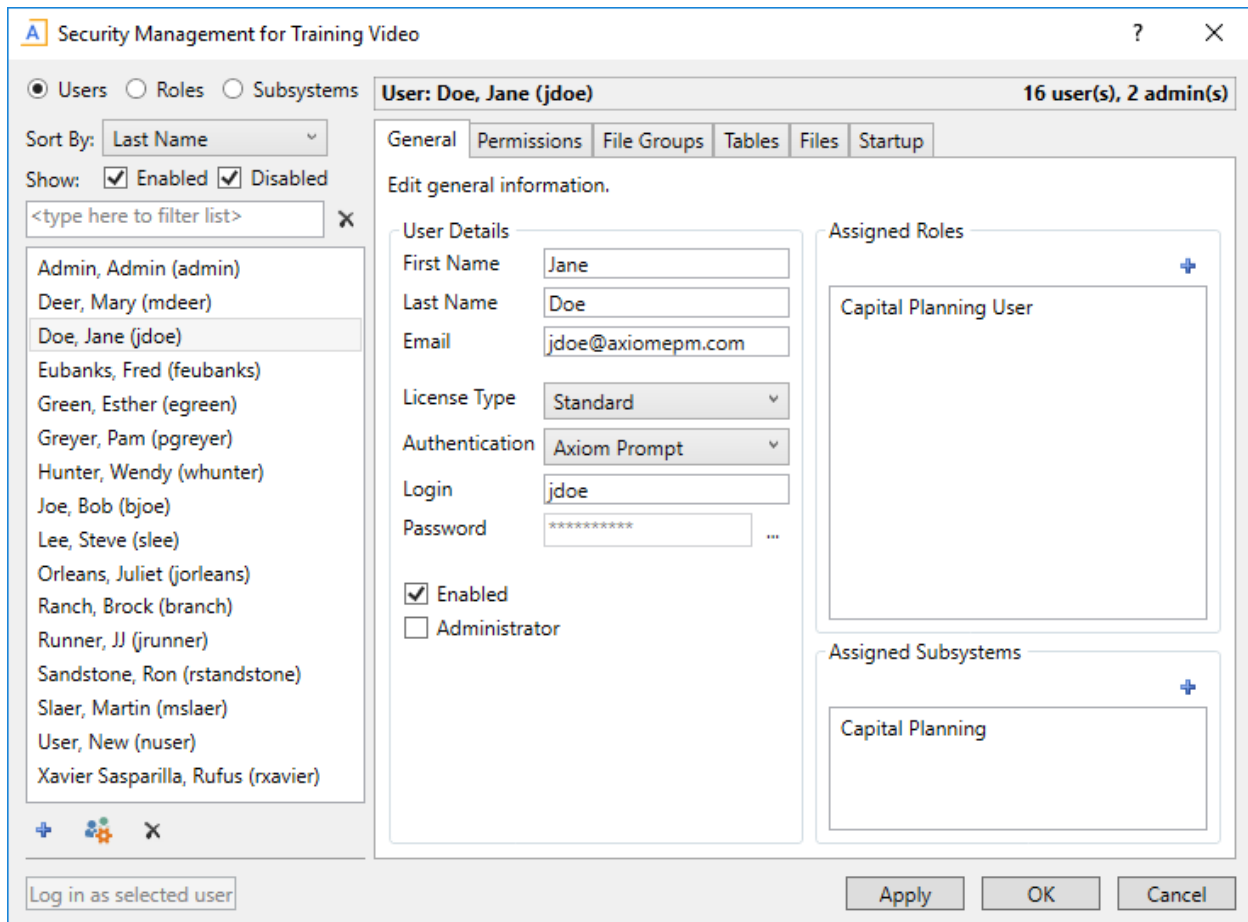 A Security Management for Training Video ?
Users Roles Subsystems
Sort By: Last Name
Show: Enabled Disabled
<type here to filter list>
Admin, Admin (admin)
Deer, Mary (mdeer)
Doe, Jane (jdoe)
Eubanks, Fred (feubanks)
Green, Esther (egreen)
Greyer, Pam (pgreyer)
Hunter, Wendy (whunter)
Joe, Bob (bjoe)
Lee, Steve (slee)
Orleans, Juliet (jorleans)
Ranch, Brock (branch)
Runner, JJ (jrunner)
Sandstone, Ron (rstandstone)
Slaer, Martin (mslaer)
User, New (nuser)
Xavier Sasparilla, Rufus (rxavier)
Log in as selected user
User: Doe, Jane (jdoe) 16 user(s), 2 admin(s)
General Permissions File Groups Tables Files Startup
Edit general information.
User Details
First Name Jane
Last Name Doe
Email jdoe@axiomepm.com
License Type Standard
Authentication Axiom Prompt
Login jdoe
Password ********** ...
Enabled
Administrator
Assigned Roles
Capital Planning User
Assigned Subsystems
Capital Planning
Apply OK Cancel